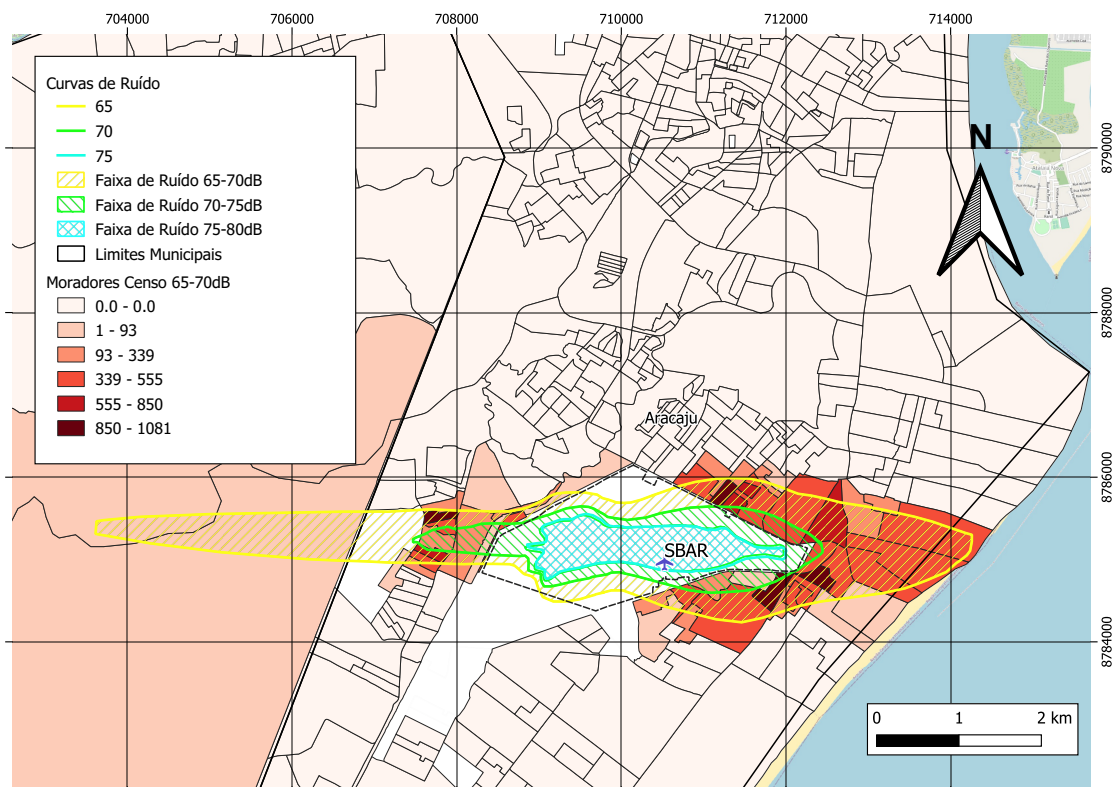 704000
706000
708000
710000
712000
714000
Curvas de Ruído
65
70
75
Faixa de Ruído 65-70dB
Faixa de Ruído 70-75dB
Faixa de Ruído 75-80dB
Limites Municipais
Moradores Censo 65-70dB
0.0 - 0.0
1 - 93
93 - 339
339 - 555
555 - 850
850 - 1081
N
8790000
8788000
8786000
8784000
Aracaju
SBAR
0 1 2 km